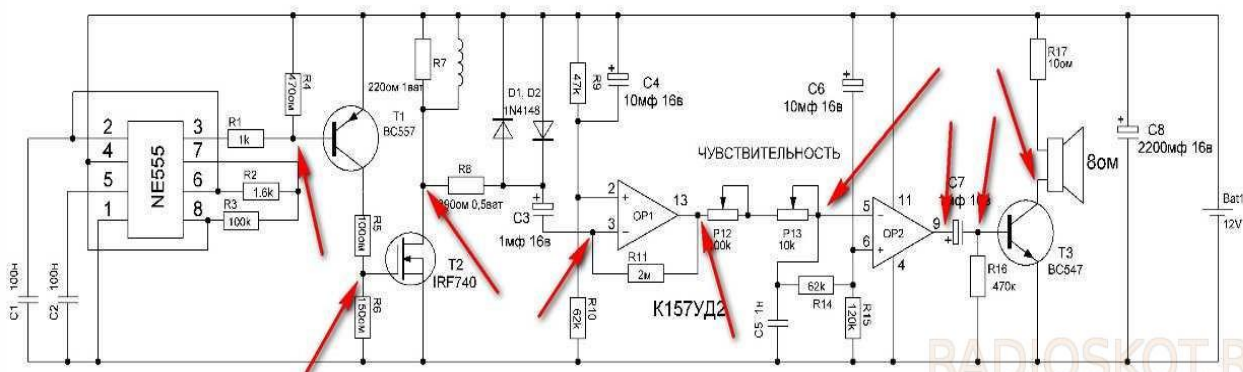 NE555
2
4
5
1
3
7
6
8
R1
1k
R2
1.6k
R3
100k
C1 100н
C2 100н
R4
470ом
T1
BC557
R5
100ом
R6
150ом
R7
220ом 1ват
T2
IRF740
R8
390ом 0,5ват
D1, D2
1N4148
C3
1мф 16в
47k
R9
C4
10мф 16в
R10
62k
2
3
OP1
13
R11
2м
К157УД2
ЧУВСТВИТЕЛЬНОСТЬ
P12
P13
10k
C5 1н
62k
R14
R15
120k
C6
10мф 16в
5
6
11
OP2
9
4
C7
R16
470к
T3
BC547
R17
10ом
8ом
C8
2200мф 16в
Bat1
12V
RADIOSKOT.R